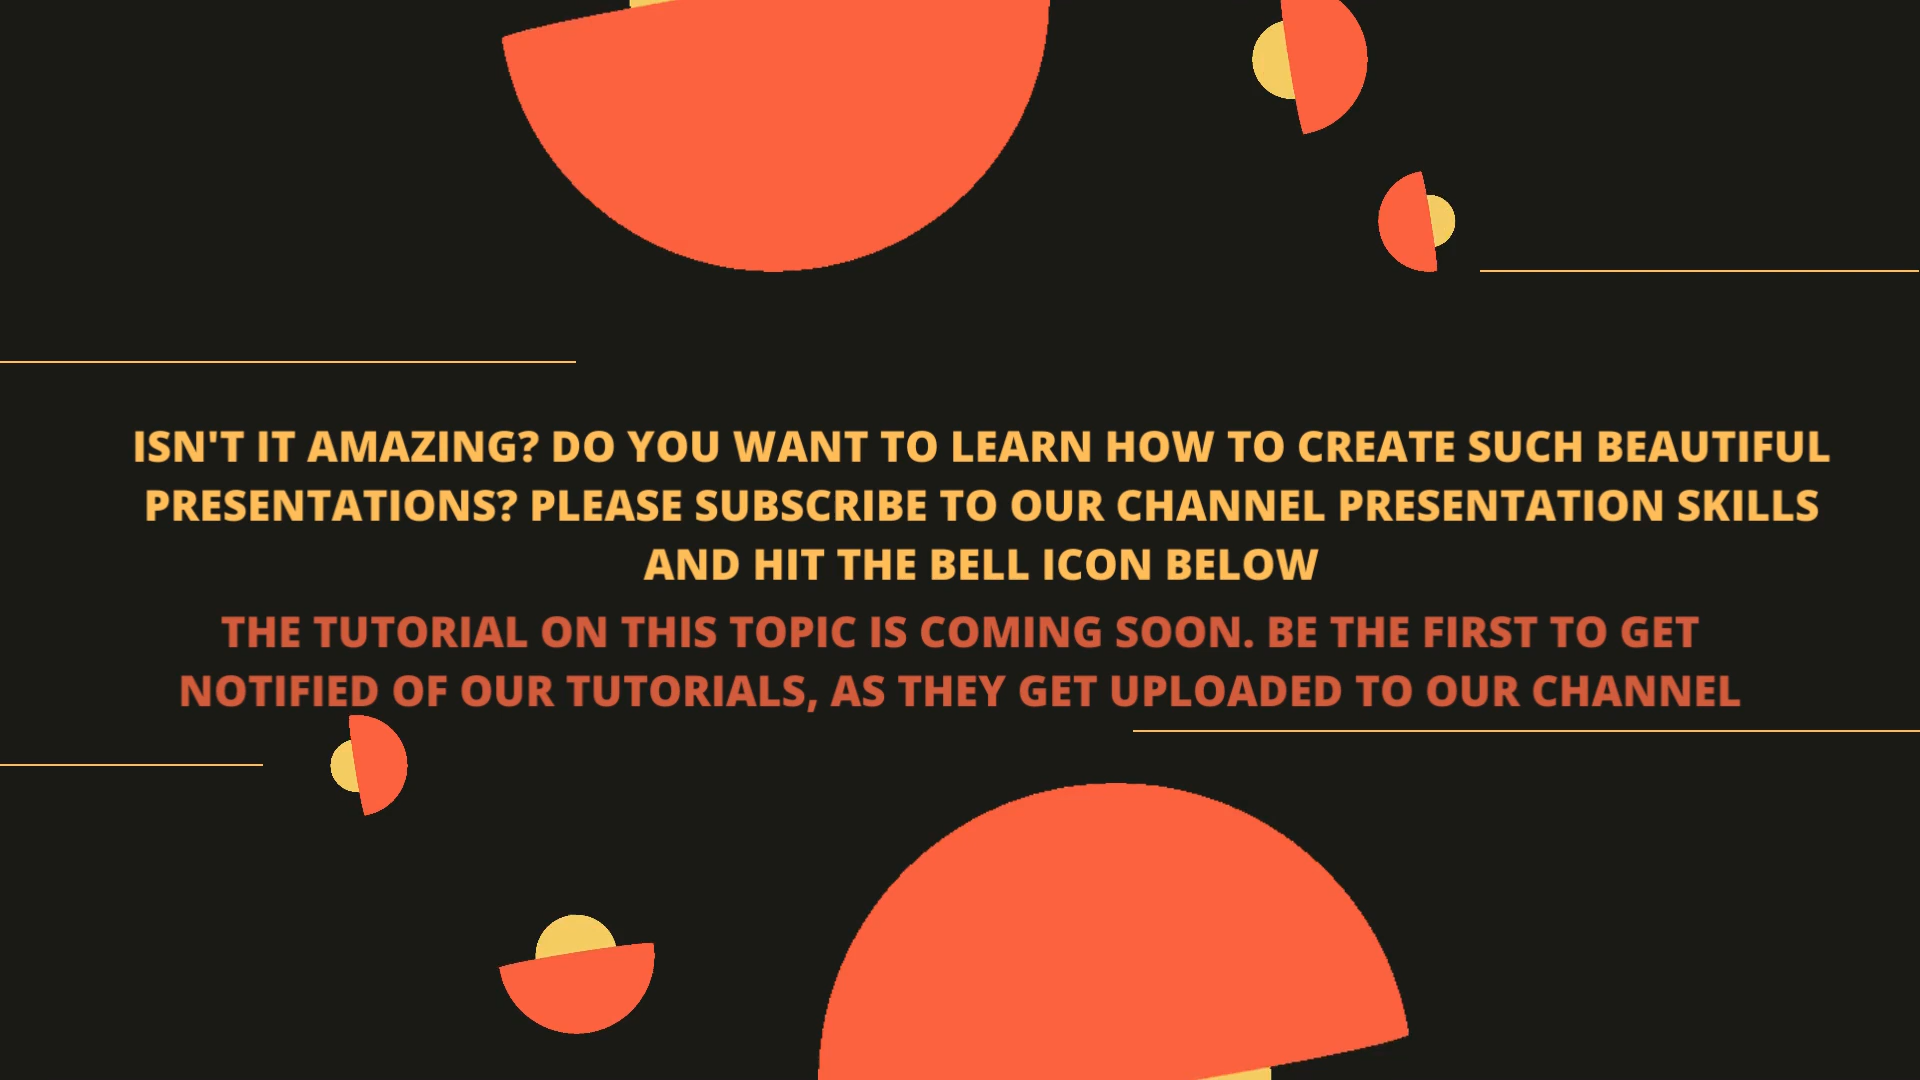 ISN'T IT AMAZING? DO YOU WANT TO LEARN HOW TO CREATE SUCH BEAUTIFUL
PRESENTATIONS? PLEASE SUBSCRIBE TO OUR CHANNEL PRESENTATION SKILLS
AND HIT THE BELL ICON BELOW
THE TUTORIAL ON THIS TOPIC IS COMING SOON. BE THE FIRST TO GET
NOTIFIED OF OUR TUTORIALS, AS THEY GET UPLOADED TO OUR CHANNEL